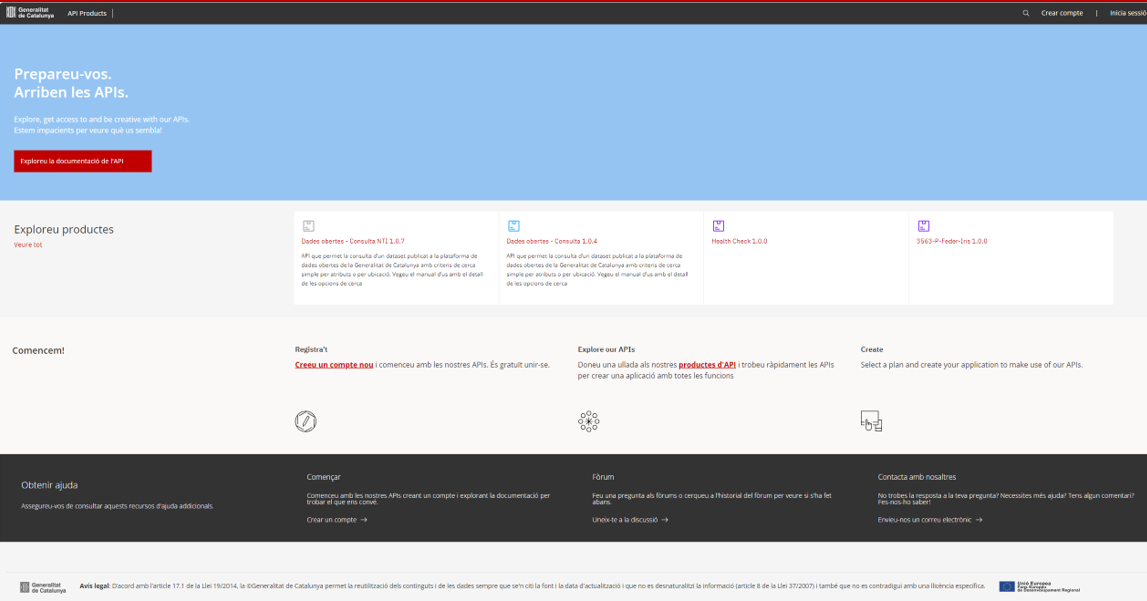 Generalitat
de Catalunya
API Products
Crear compte | Inicia sessió
Prepareu-vos.
Arriben les APIs.
Explore, get access to and be creative with our APIs.
Estem impacients per veure què us sembla!
Exploreu la documentació de l'API
Exploreu productes
Veure tot
Dades obertes - Consulta NTI 1.0.7
API que permet la consulta d'un dataset publicat a la plataforma de
dades obertes de la Generalitat de Catalunya amb criteris de cerca
simple per atributs o per ubicació. Vegeu el manual d'us amb el detall
de les opcions de cerca
Dades obertes - Consulta 1.0.4
API que permet la consulta d'un dataset publicat a la plataforma de
dades obertes de la Generalitat de Catalunya amb criteris de cerca
simple per atributs o per ubicació. Vegeu el manual d'us amb el detall
de les opcions de cerca
Health Check 1.0.0
3563-P-Feder-Iris 1.0.0
Comencem!
Registra't
Creeu un compte nou i comenceu amb les nostres APIs. És gratuït unir-se.
Explore our APIs
Doneu una ullada als nostres productes d'API i trobeu ràpidament les APIs
per crear una aplicació amb totes les funcions
Create
Select a plan and create your application to make use of our APIs.
Obtenir ajuda
Assegureu-vos de consultar aquests recursos d'ajuda addicionals.
Començar
Comenceu amb les nostres APIs creant un compte i explorant la documentació per
trobar el que ens convé.
Crear un compte →
Fòrum
Feu una pregunta als fòrums o cerqueu a l'historial del fòrum per veure si s'ha fet
abans.
Uneix-te a la discussió →
Contacta amb nosaltres
No trobes la resposta a la teva pregunta? Necessites més ajuda? Tens algun comentari?
Fes-nos-ho saber!
Envieu-nos un correu electrònic →
Generalitat
de Catalunya
Avís legal: D'acord amb l'article 17.1 de la Llei 19/2014, la ©Generalitat de Catalunya permet la reutilització dels continguts i de les dades sempre que se'n citi la font i la data d'actualització i que no es desnaturalitzi la informació (article 8 de la Llei 37/2007) i també que no es contradigui amb una llicència específica.
Unió Europea
Fons Europeu
de Desenvolupament Regional